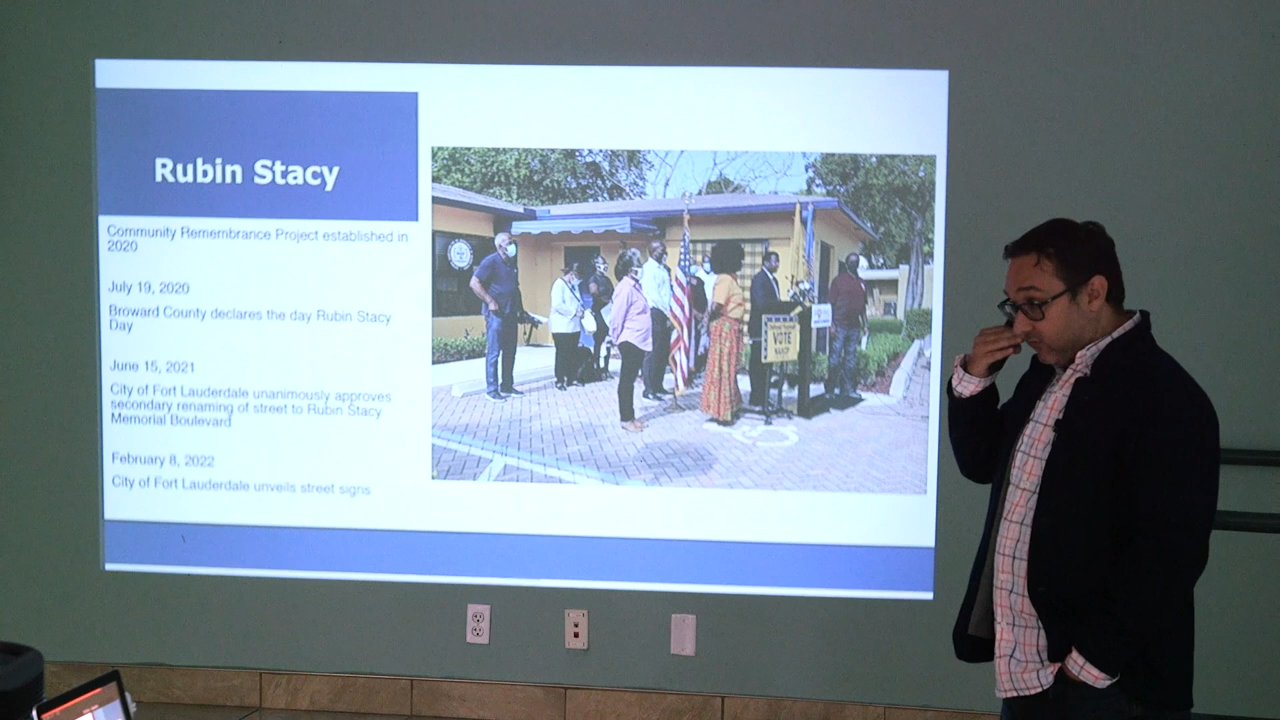 Rubin Stacy
Community Remembrance Project established in
2020
July 19, 2020
Broward County declares the day Rubin Stacy
Day
June 15, 2021
City of Fort Lauderdale unanimously approves
secondary renaming of street to Rubin Stacy
Memorial Boulevard
February 8, 2022
City of Fort Lauderdale unveils street signs
VOTE